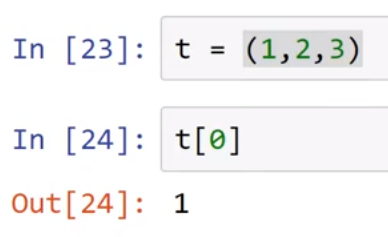 In [23]: t = (1,2,3)
In [24]: t[0]
Out[24]: 1